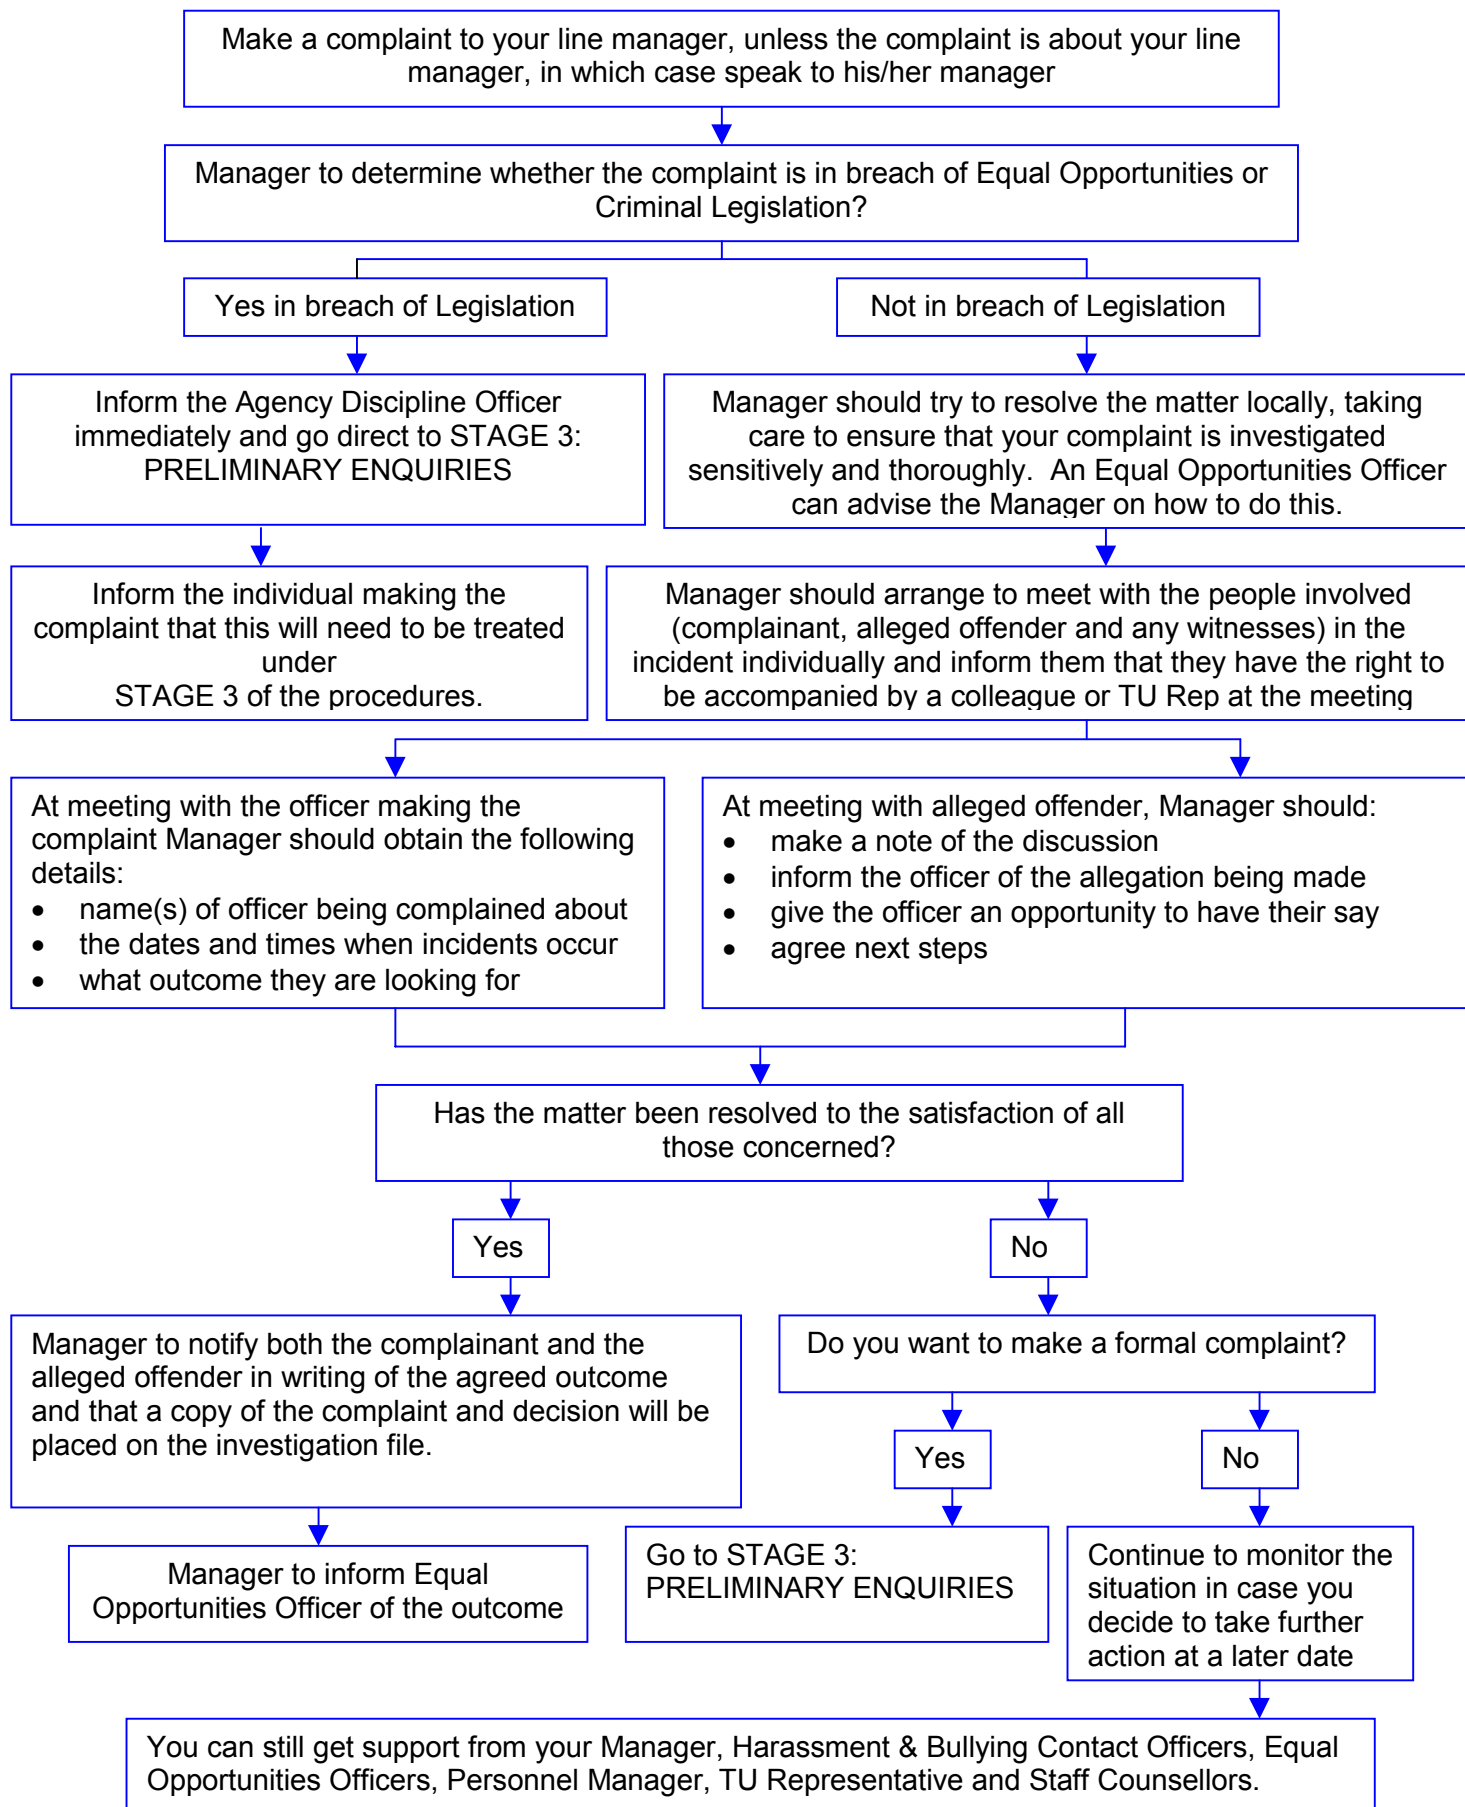 Make a complaint to your line manager, unless the complaint is about your line
manager, in which case speak to his/her manager
Manager to determine whether the complaint is in breach of Equal Opportunities or
Criminal Legislation?
Yes in breach of Legislation
Not in breach of Legislation
Inform the Agency Discipline Officer
immediately and go direct to STAGE 3:
PRELIMINARY ENQUIRIES
Manager should try to resolve the matter locally, taking
care to ensure that your complaint is investigated
sensitively and thoroughly.  An Equal Opportunities Officer
can advise the Manager on how to do this.
Inform the individual making the
complaint that this will need to be treated
under
STAGE 3 of the procedures.
Manager should arrange to meet with the people involved
(complainant, alleged offender and any witnesses) in the
incident individually and inform them that they have the right to
be accompanied by a colleague or TU Rep at the meeting
At meeting with the officer making the
complaint Manager should obtain the following
details:
• name(s) of officer being complained about
• the dates and times when incidents occur
• what outcome they are looking for
At meeting with alleged offender, Manager should:
• make a note of the discussion
• inform the officer of the allegation being made
• give the officer an opportunity to have their say
• agree next steps
Has the matter been resolved to the satisfaction of all
those concerned?
Yes
No
Manager to notify both the complainant and the
alleged offender in writing of the agreed outcome
and that a copy of the complaint and decision will be
placed on the investigation file.
Do you want to make a formal complaint?
Yes
No
Manager to inform Equal
Opportunities Officer of the outcome
Go to STAGE 3:
PRELIMINARY ENQUIRIES
Continue to monitor the
situation in case you
decide to take further
action at a later date
You can still get support from your Manager, Harassment & Bullying Contact Officers, Equal
Opportunities Officers, Personnel Manager, TU Representative and Staff Counsellors.